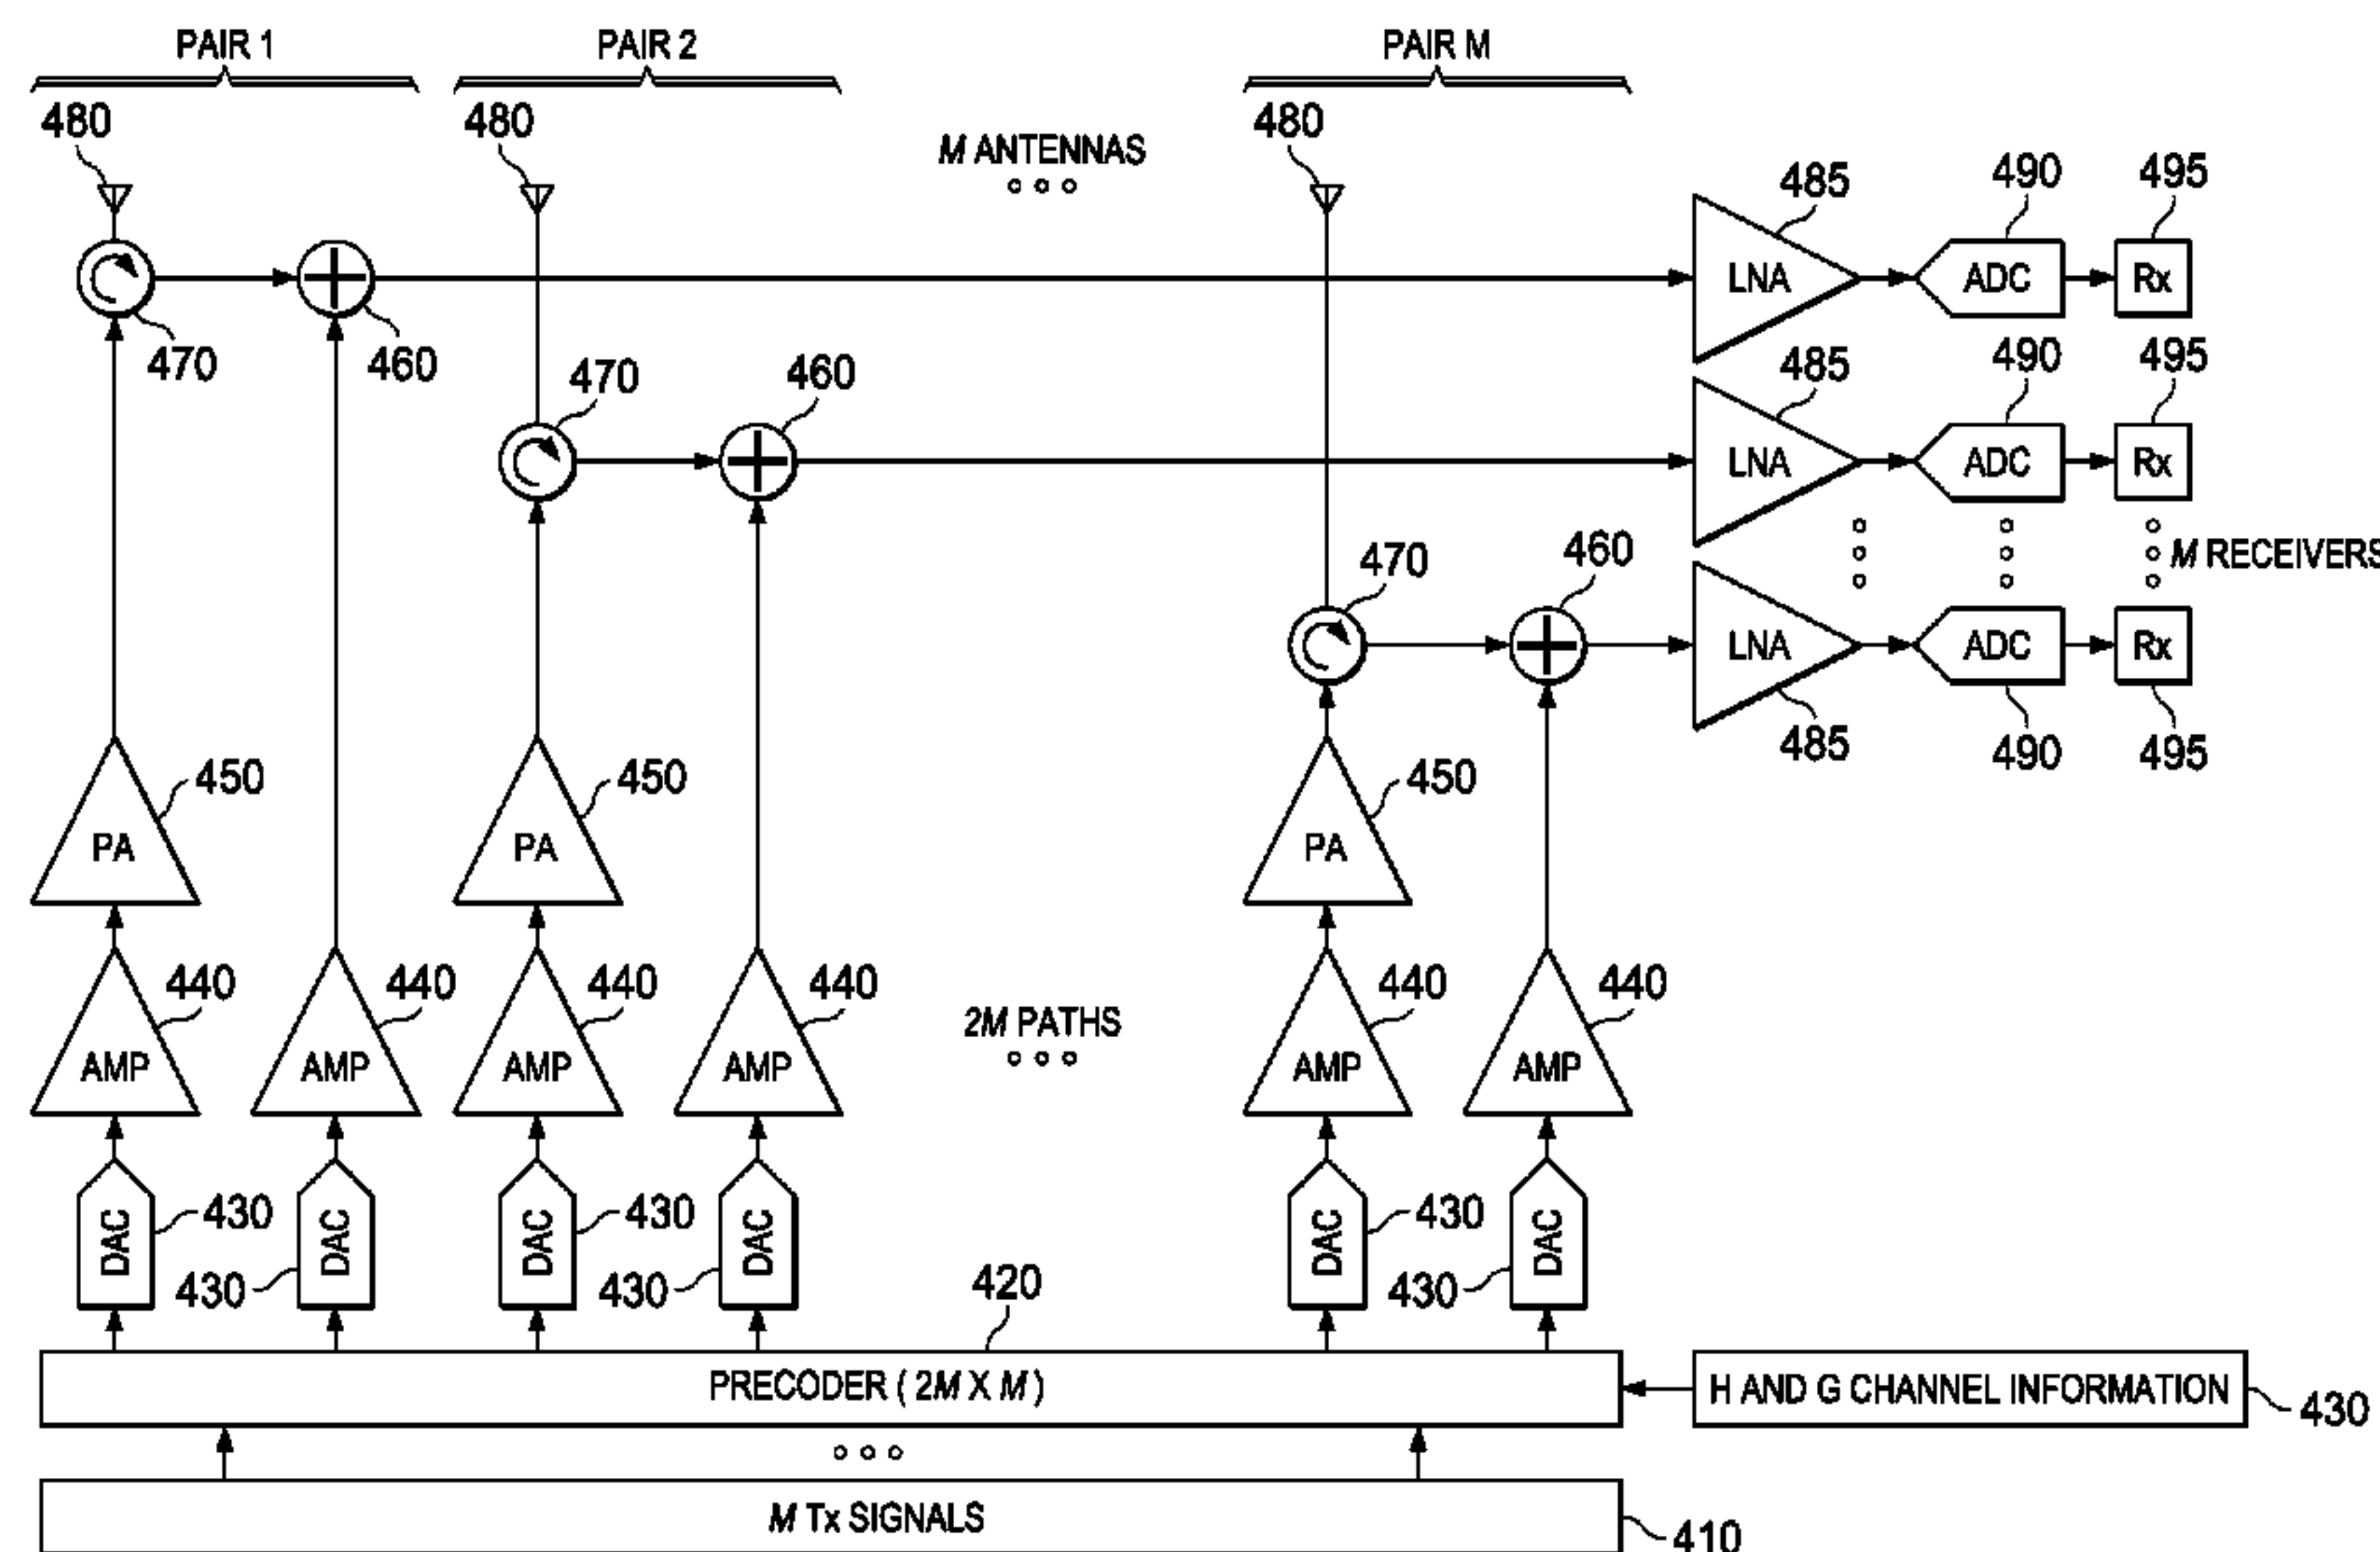 PAIR 1 PAIR 2 PAIR M
480 480 M ANTENNAS 480
485 490 495
LNA ADC Rx
470 460
485 490 495
470 460
LNA ADC Rx
470 460
M RECEIVERS
LNA ADC Rx
485 490 495
450 450 450
PA PA PA
440 440 440 440 2M PATHS 440 440
AMP AMP AMP AMP AMP AMP
430 430 430
DAC DAC DAC DAC DAC DAC
430 430 420 430
PRECODER ( 2M X M ) H AND G CHANNEL INFORMATION 430
M Tx SIGNALS 410